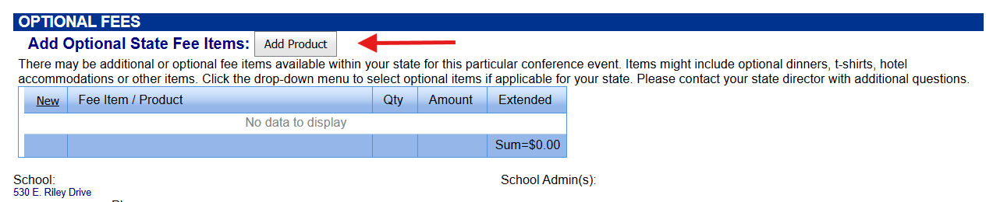 OPTIONAL FEES
Add Optional State Fee Items: Add Product
There may be additional or optional fee items available within your state for this particular conference event. Items might include optional dinners, t-shirts, hotel
accommodations or other items. Click the drop-down menu to select optional items if applicable for your state. Please contact your state director with additional questions.
New Fee Item / Product Qty Amount Extended
No data to display
Sum=$0.00
School: School Admin(s):
530 E. Riley Drive